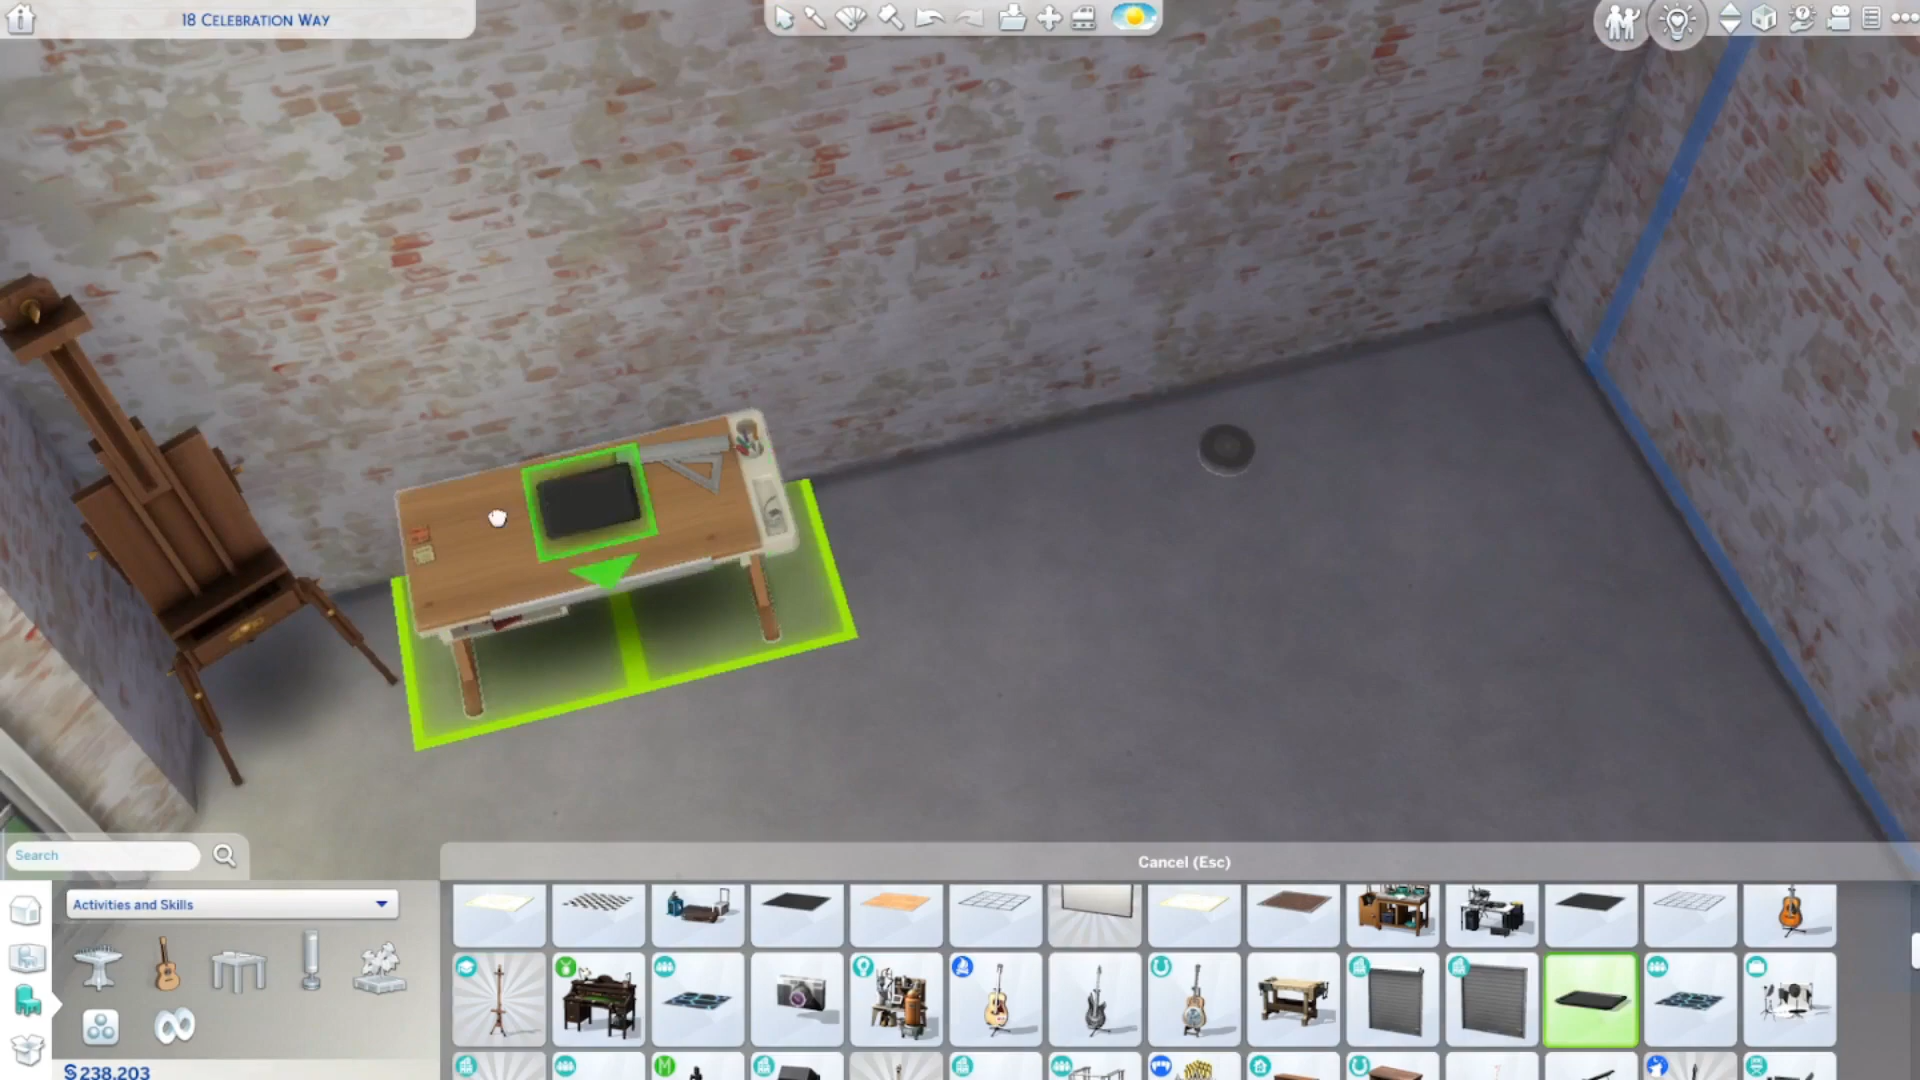 18 Celebration Way
Search
Cancel (Esc)
Activities and Skills
§238,203